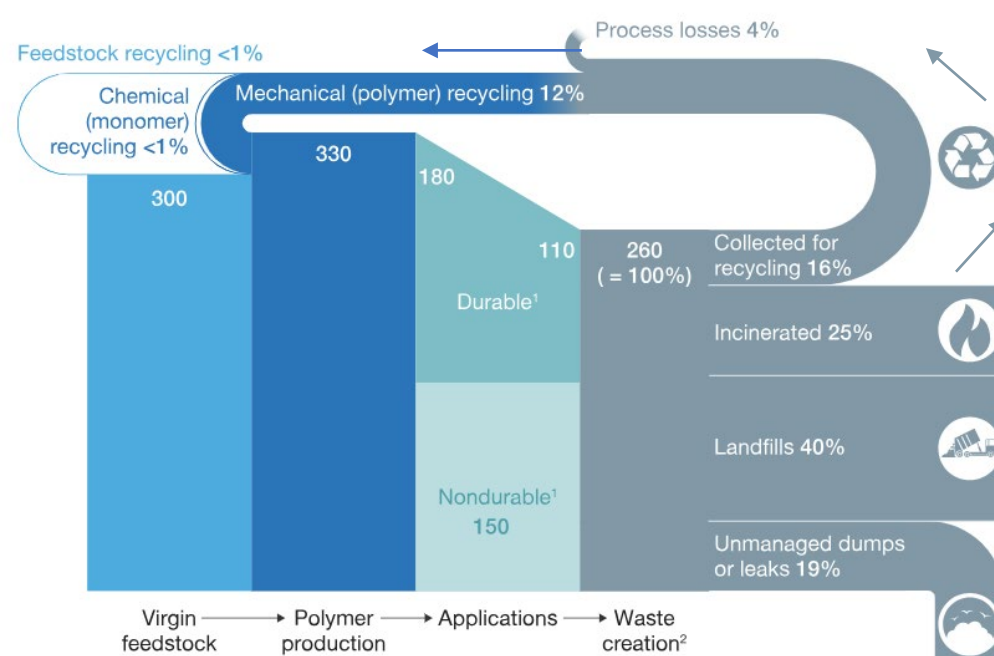 Process losses 4%
Feedstock recycling <1%
Chemical
(monomer)
recycling <1%
Mechanical (polymer) recycling 12%
300
330
180
110
260
( = 100%)
Durable¹
Nondurable¹
150
Collected for
recycling 16%
Incinerated 25%
Landfills 40%
Unmanaged dumps
or leaks 19%
Virgin
feedstock
Polymer
production
Applications
Waste
creation²